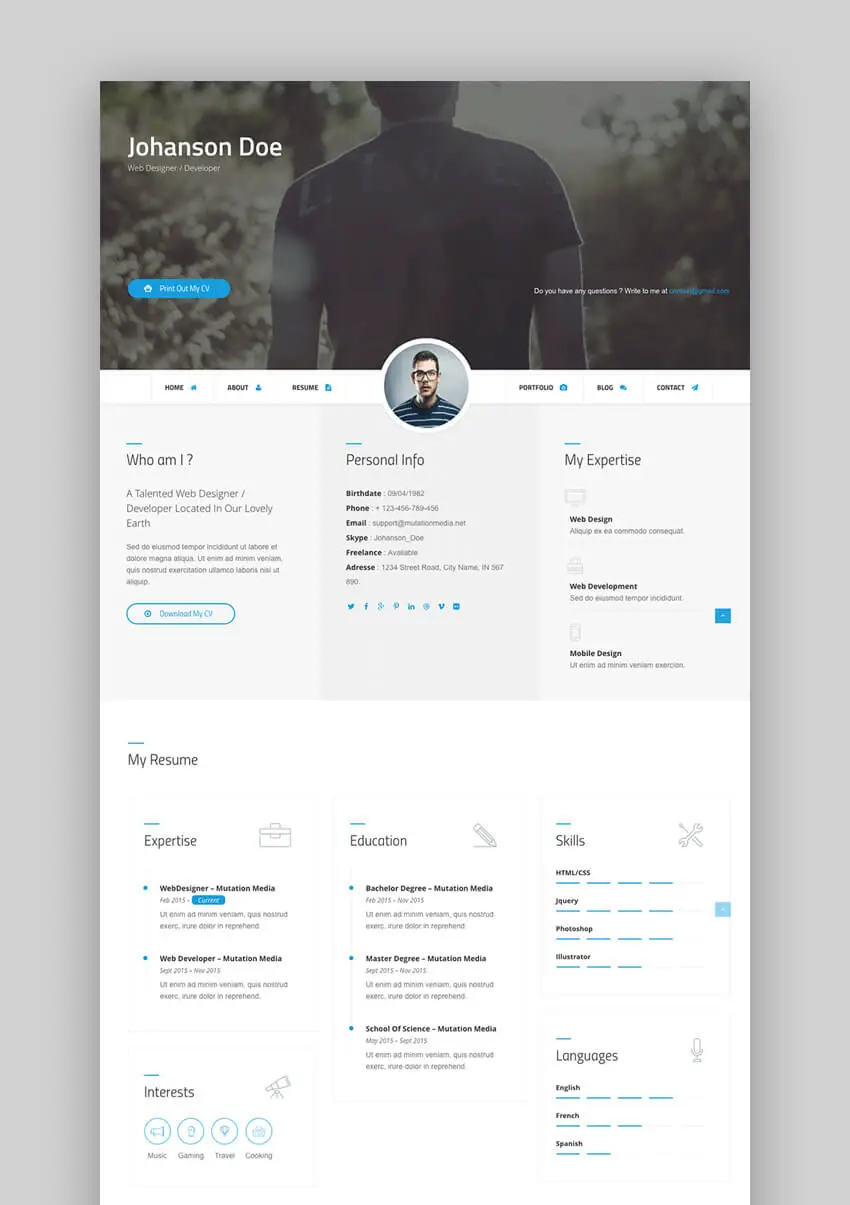 Johanson Doe
Web Designer / Developer
Print Out My CV
Do you have any questions ? Write to me at contact@gmail.com
HOME
ABOUT
RESUME
PORTFOLIO
BLOG
CONTACT
Who am I ?
A Talented Web Designer /
Developer Located In Our Lovely
Earth
Sed do eiusmod tempor incididunt ut labore et
dolore magna aliqua. Ut enim ad minim veniam,
quis nostrud exercitation ullamco laboris nisi ut
aliquip.
Download My CV
Personal Info
Birthdate : 09/04/1982
Phone : + 123-456-789-456
Email : support@mutationmedia.net
Skype : Johanson_Doe
Freelance : Available
Adresse : 1234 Street Road, City Name, IN 567
890.
My Expertise
Web Design
Aliquip ex ea commodo consequat.
Web Development
Sed do eiusmod tempor incididunt.
Mobile Design
Ut enim ad minim veniam exercion.
My Resume
Expertise
WebDesigner – Mutation Media
Feb 2015 – Current
Ut enim ad minim veniam, quis nostrud
exerc, irure dolor in reprehend.
Web Developer – Mutation Media
Sept 2015 – Nov 2015
Ut enim ad minim veniam, quis nostrud
exerc, irure dolor in reprehend.
Interests
Music
Gaming
Travel
Cooking
Education
Bachelor Degree – Mutation Media
Feb 2015 – Nov 2015
Ut enim ad minim veniam, quis nostrud
exerc, irure dolor in reprehend.
Master Degree – Mutation Media
Sept 2015 – Nov 2015
Ut enim ad minim veniam, quis nostrud
exerc, irure dolor in reprehend.
School Of Science – Mutation Media
May 2015 – Sept 2015
Ut enim ad minim veniam, quis nostrud
exerc, irure dolor in reprehend.
Skills
HTML/CSS
Jquery
Photoshop
Illustrator
Languages
English
French
Spanish